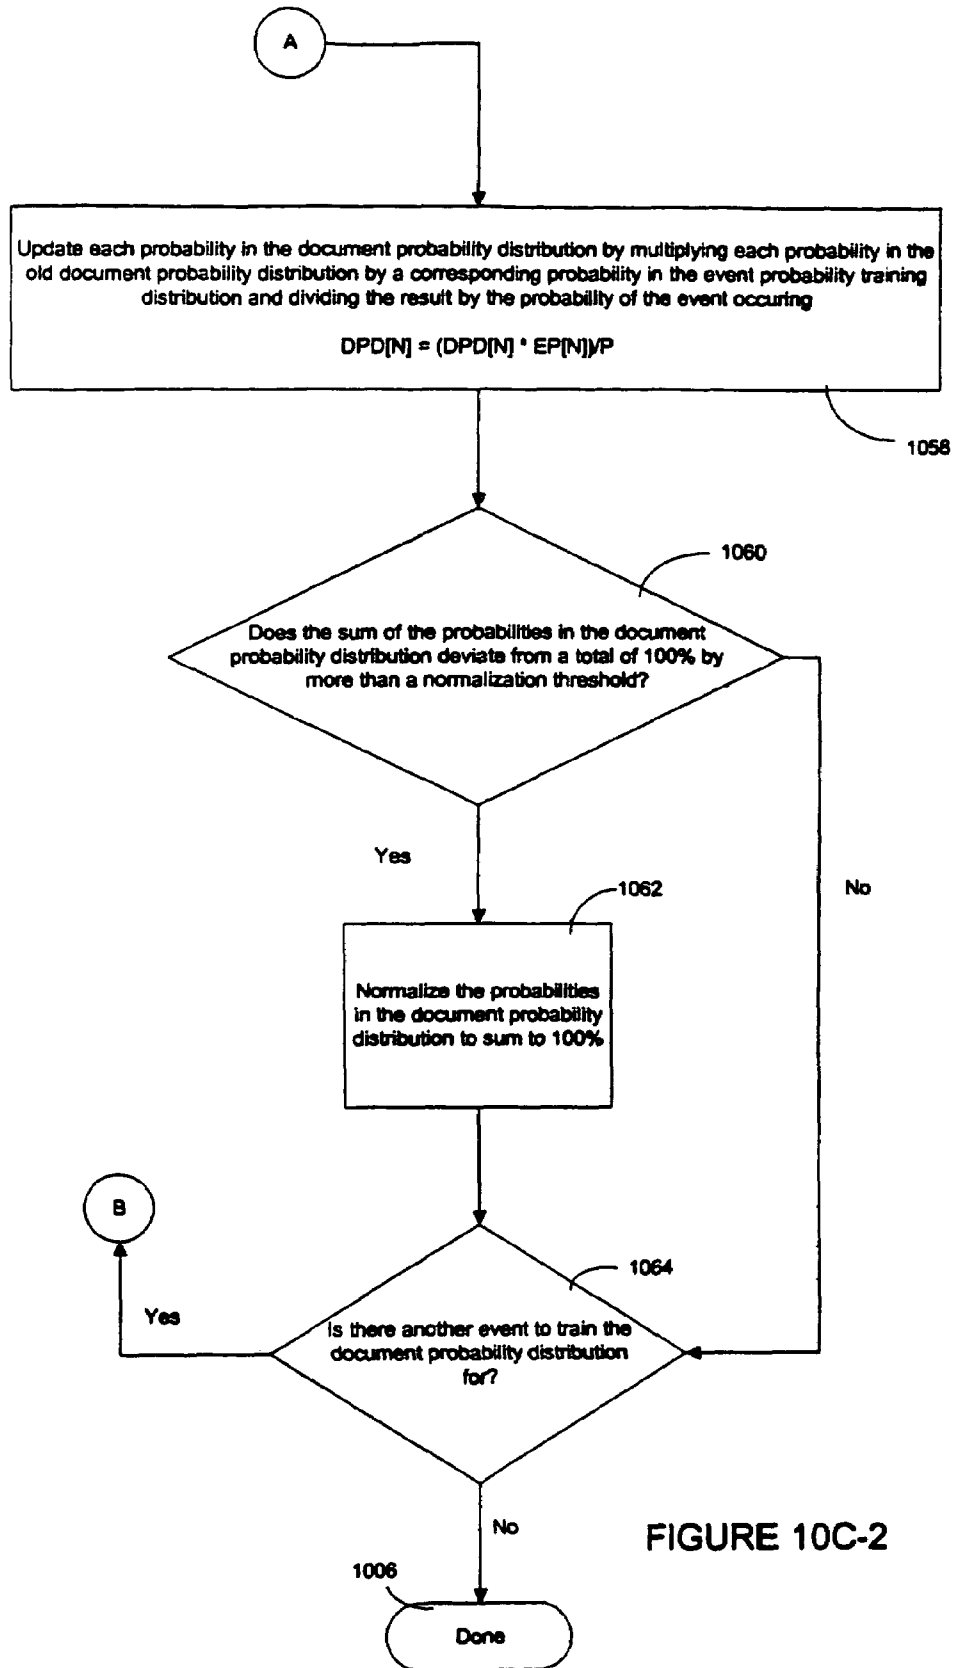 A
Update each probability in the document probability distribution by multiplying each probability in the
old document probability distribution by a corresponding probability in the event probability training
distribution and dividing the result by the probability of the event occuring
DPD[N] = (DPD[N] * EP[N])/P
1058
1060
Does the sum of the probabilities in the document
probability distribution deviate from a total of 100% by
more than a normalization threshold?
Yes
No
1062
Normalize the probabilities
in the document probability
distribution to sum to 100%
B
Yes
1064
Is there another event to train the
document probability distribution
for?
No
FIGURE 10C-2
1006
Done